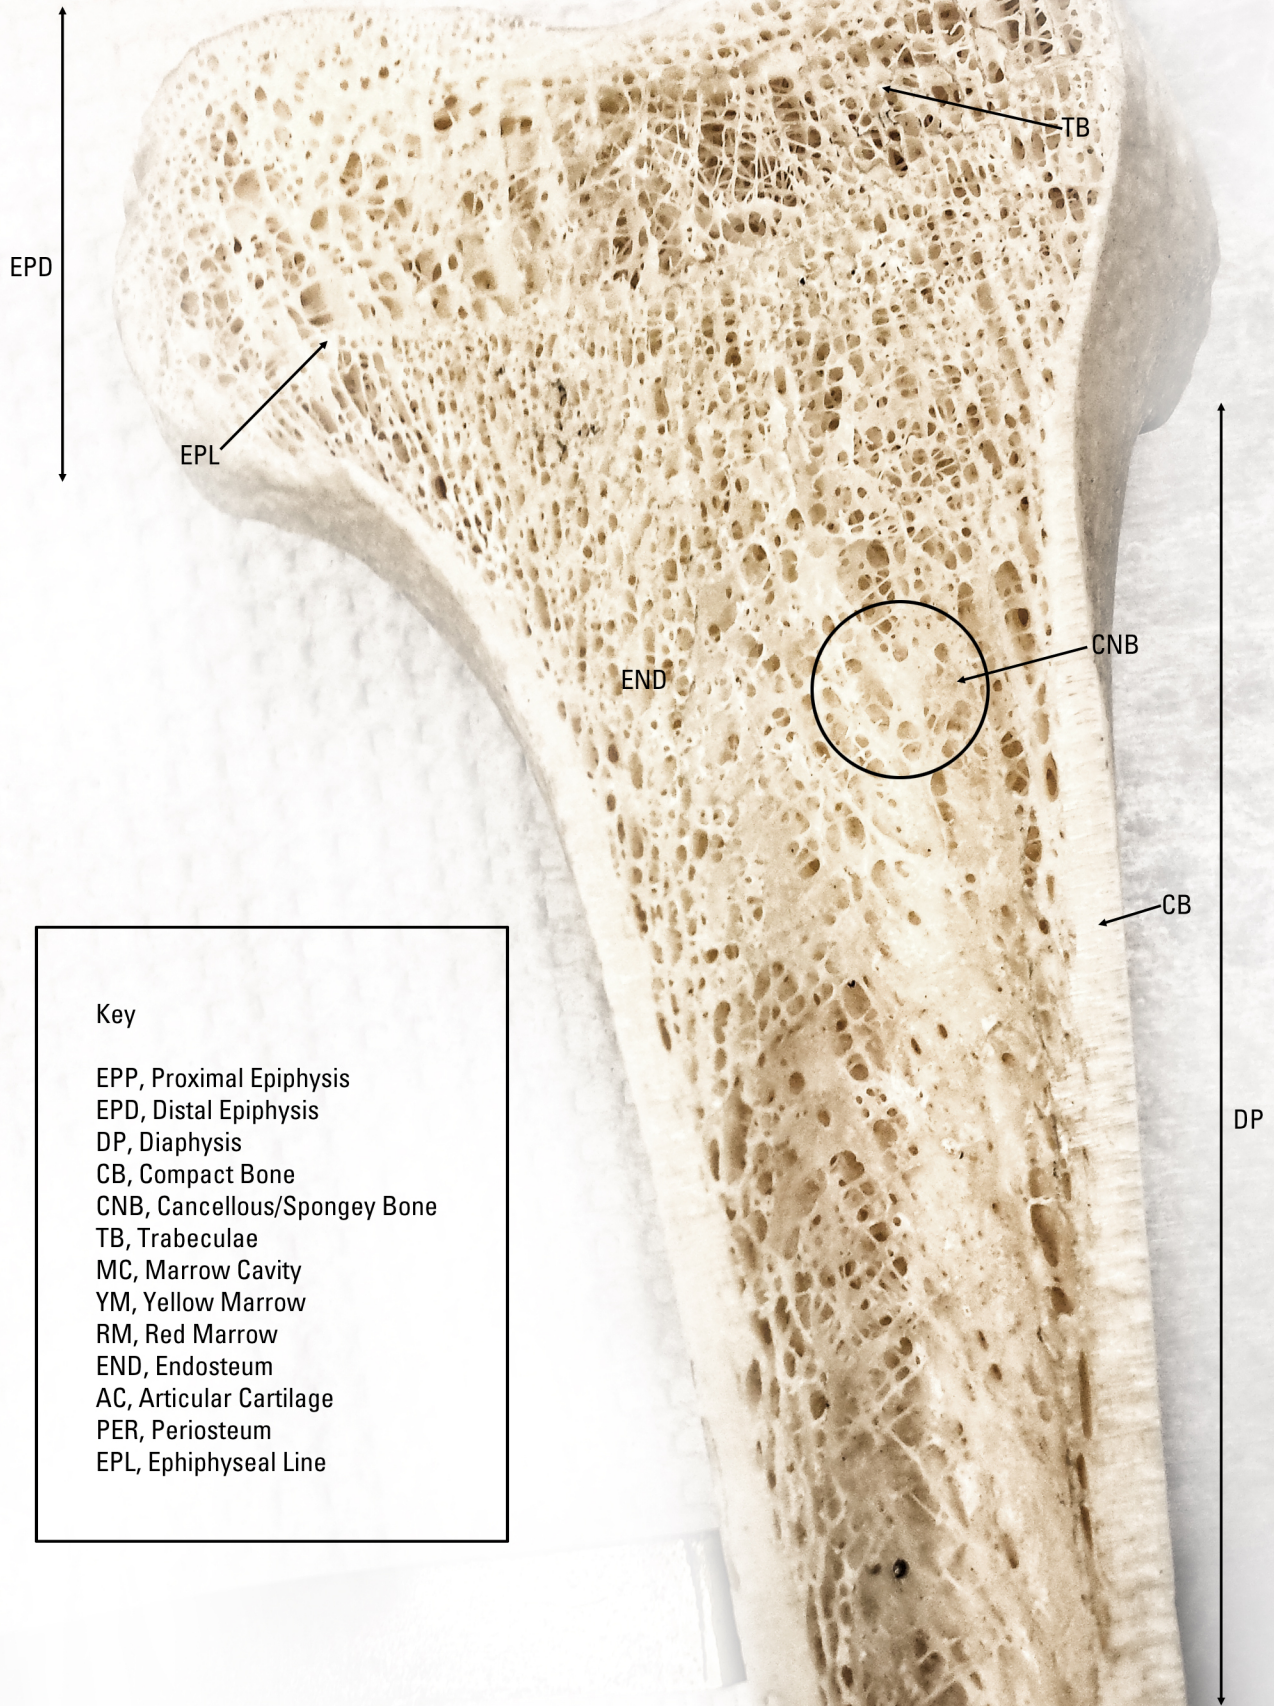 TB
EPD
EPL
CNB
END
CB
DP
Key
EPP, Proximal Epiphysis
EPD, Distal Epiphysis
DP, Diaphysis
CB, Compact Bone
CNB, Cancellous/Spongey Bone
TB, Trabeculae
MC, Marrow Cavity
YM, Yellow Marrow
RM, Red Marrow
END, Endosteum
AC, Articular Cartilage
PER, Periosteum
EPL, Ephiphyseal Line